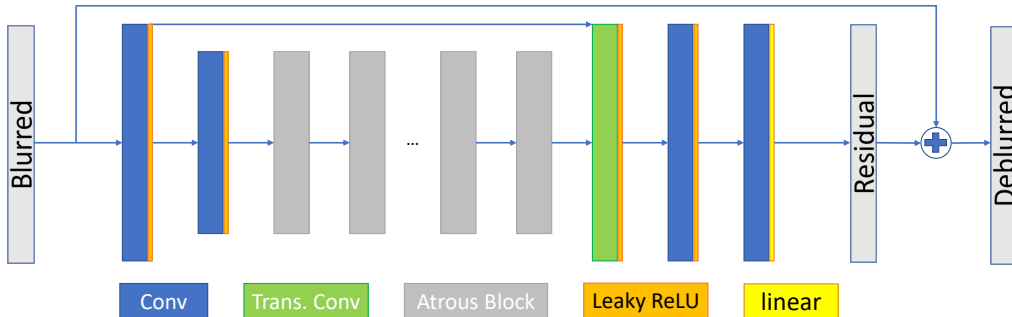 Blurred
...
Residual
Deblurred
Conv
Trans. Conv
Atrous Block
Leaky ReLU
linear